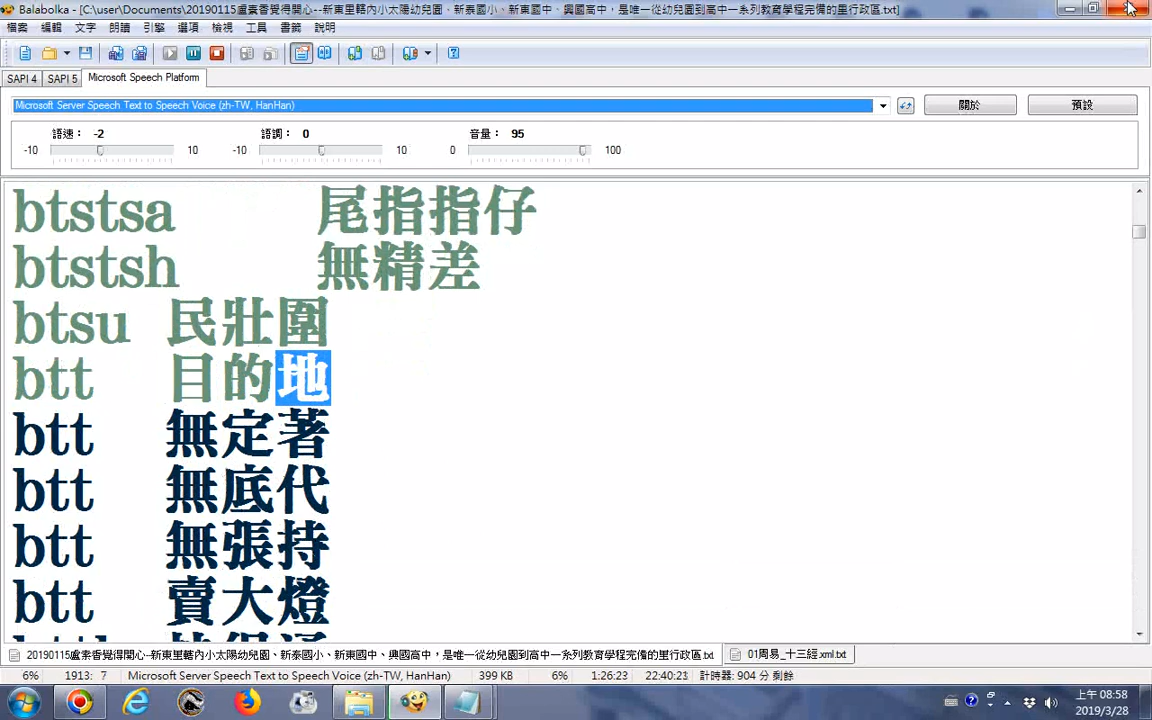 Balabolka - [C:\user\Documents\20190115盧素香覺得開心--新東里轄內小太陽幼兒園、新泰國小、新東國中、興國高中，是唯一從幼兒園到高中一系列教育學程完備的里行政區.txt]
檔案 編輯 文字 朗讀 引擎 選項 檢視 工具 書籤 說明
SAPI 4 SAPI 5 Microsoft Speech Platform
Microsoft Server Speech Text to Speech Voice (zh-TW, HanHan) 關於 預設
語速： -2 語調： 0 音量： 95
-10 10 -10 10 0 100
btstsa 尾指指仔
btstsh 無精差
btsu 民壯圍
btt 目的地
btt 無定著
btt 無底代
btt 無張持
btt 賣大燈
20190115盧素香覺得開心--新東里轄內小太陽幼兒園、新泰國小、新東國中、興國高中，是唯一從幼兒園到高中一系列教育學程完備的里行政區.txt 01周易_十三經.xml.txt
6% 1913: 7 Microsoft Server Speech Text to Speech Voice (zh-TW, HanHan) 399 KB 6% 1:26:23 22:40:21 計時器: 904 分 剩餘
上午 08:58
2019/3/28